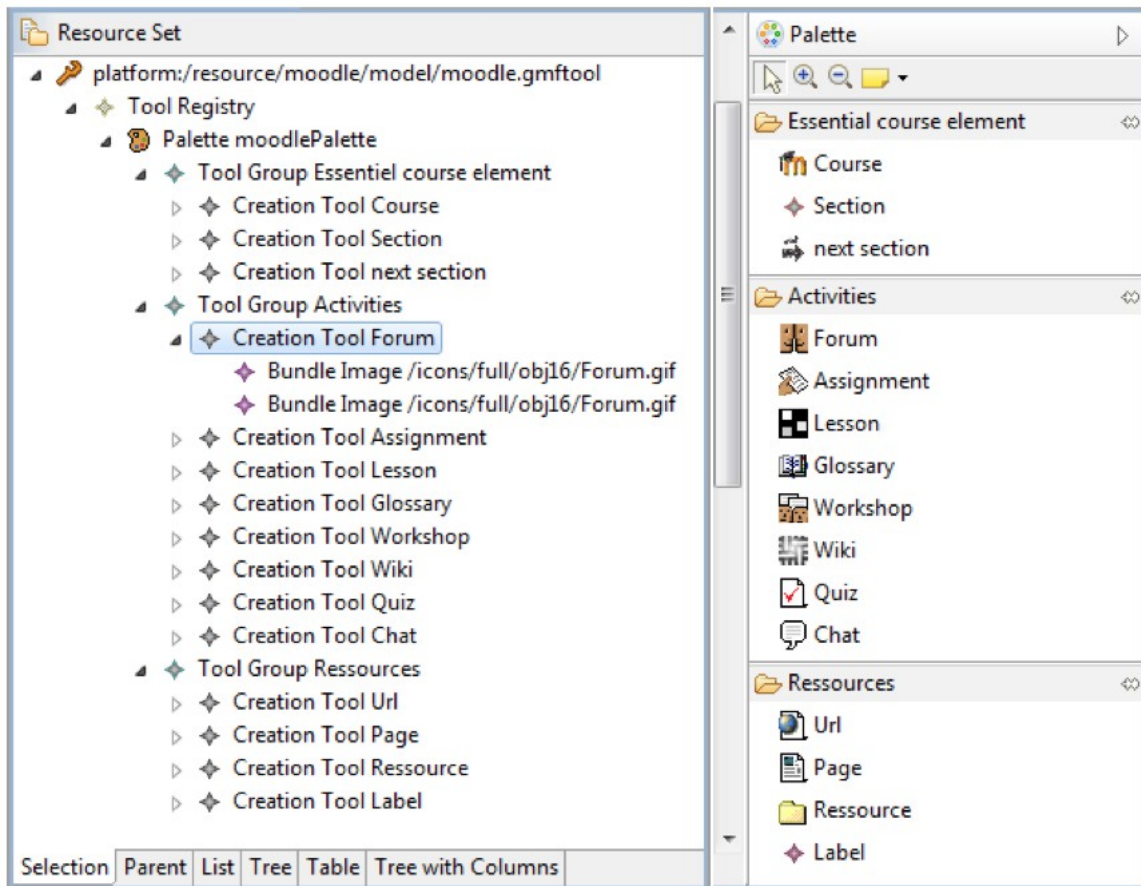 Resource Set
platform:/resource/moodle/model/moodle.gmftool
Tool Registry
Palette moodlePalette
Tool Group Essentiel course element
Creation Tool Course
Creation Tool Section
Creation Tool next section
Tool Group Activities
Creation Tool Forum
Bundle Image /icons/full/obj16/Forum.gif
Bundle Image /icons/full/obj16/Forum.gif
Creation Tool Assignment
Creation Tool Lesson
Creation Tool Glossary
Creation Tool Workshop
Creation Tool Wiki
Creation Tool Quiz
Creation Tool Chat
Tool Group Ressources
Creation Tool Url
Creation Tool Page
Creation Tool Ressource
Creation Tool Label
Selection Parent List Tree Table Tree with Columns
Palette
Essential course element
Course
Section
next section
Activities
Forum
Assignment
Lesson
Glossary
Workshop
Wiki
Quiz
Chat
Ressources
Url
Page
Ressource
Label